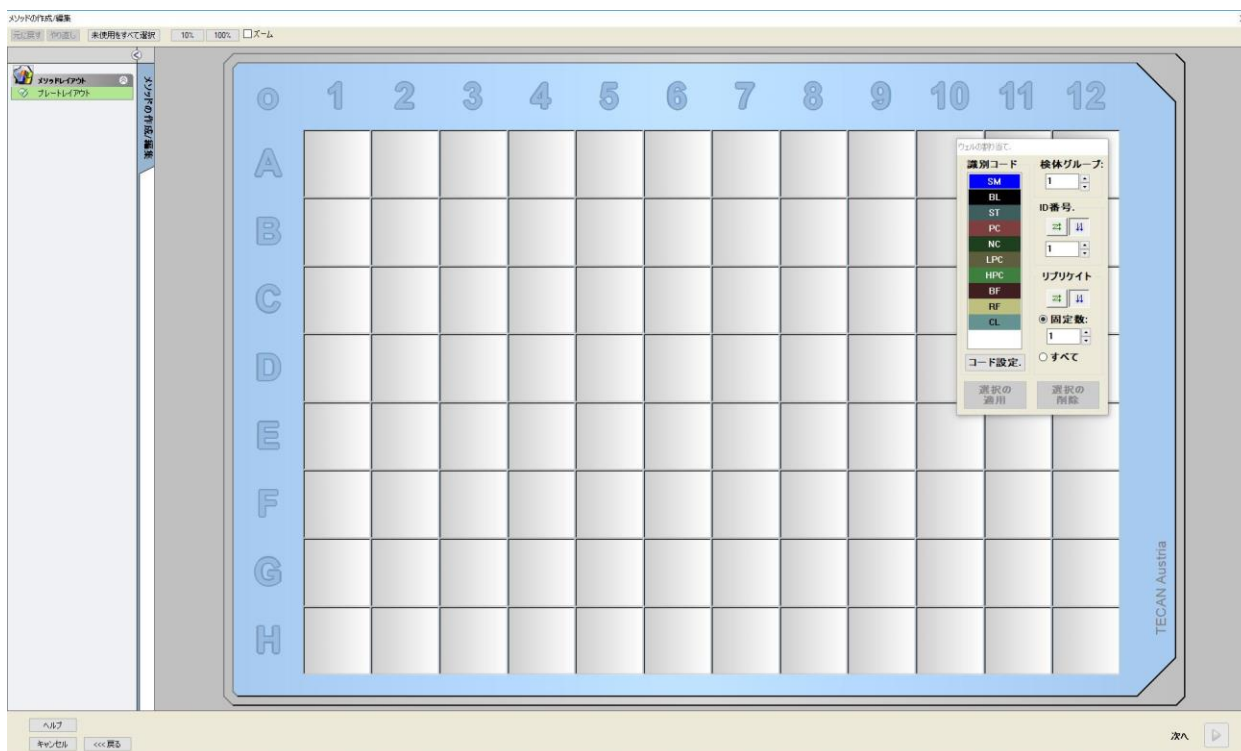 メソッドの作成/編集
元に戻す やり直し 未使用をすべて選択 10% 100% ズーム
メソッドレイアウト
プレートレイアウト
メソッドの作成/編集
o 1 2 3 4 5 6 7 8 9 10 11 12
A
B
C
D
E
F
G
H
ウェルの割り当て.
識別コード
SM
BL
ST
PC
NC
LPC
HPC
BF
RF
CL
コード設定.
検体グループ:
1
ID番号.
1
リプリケイト
固定数:
1
すべて
選択の
適用
選択の
削除
TECAN Austria
ヘルプ
キャンセル <<< 戻る
次へ